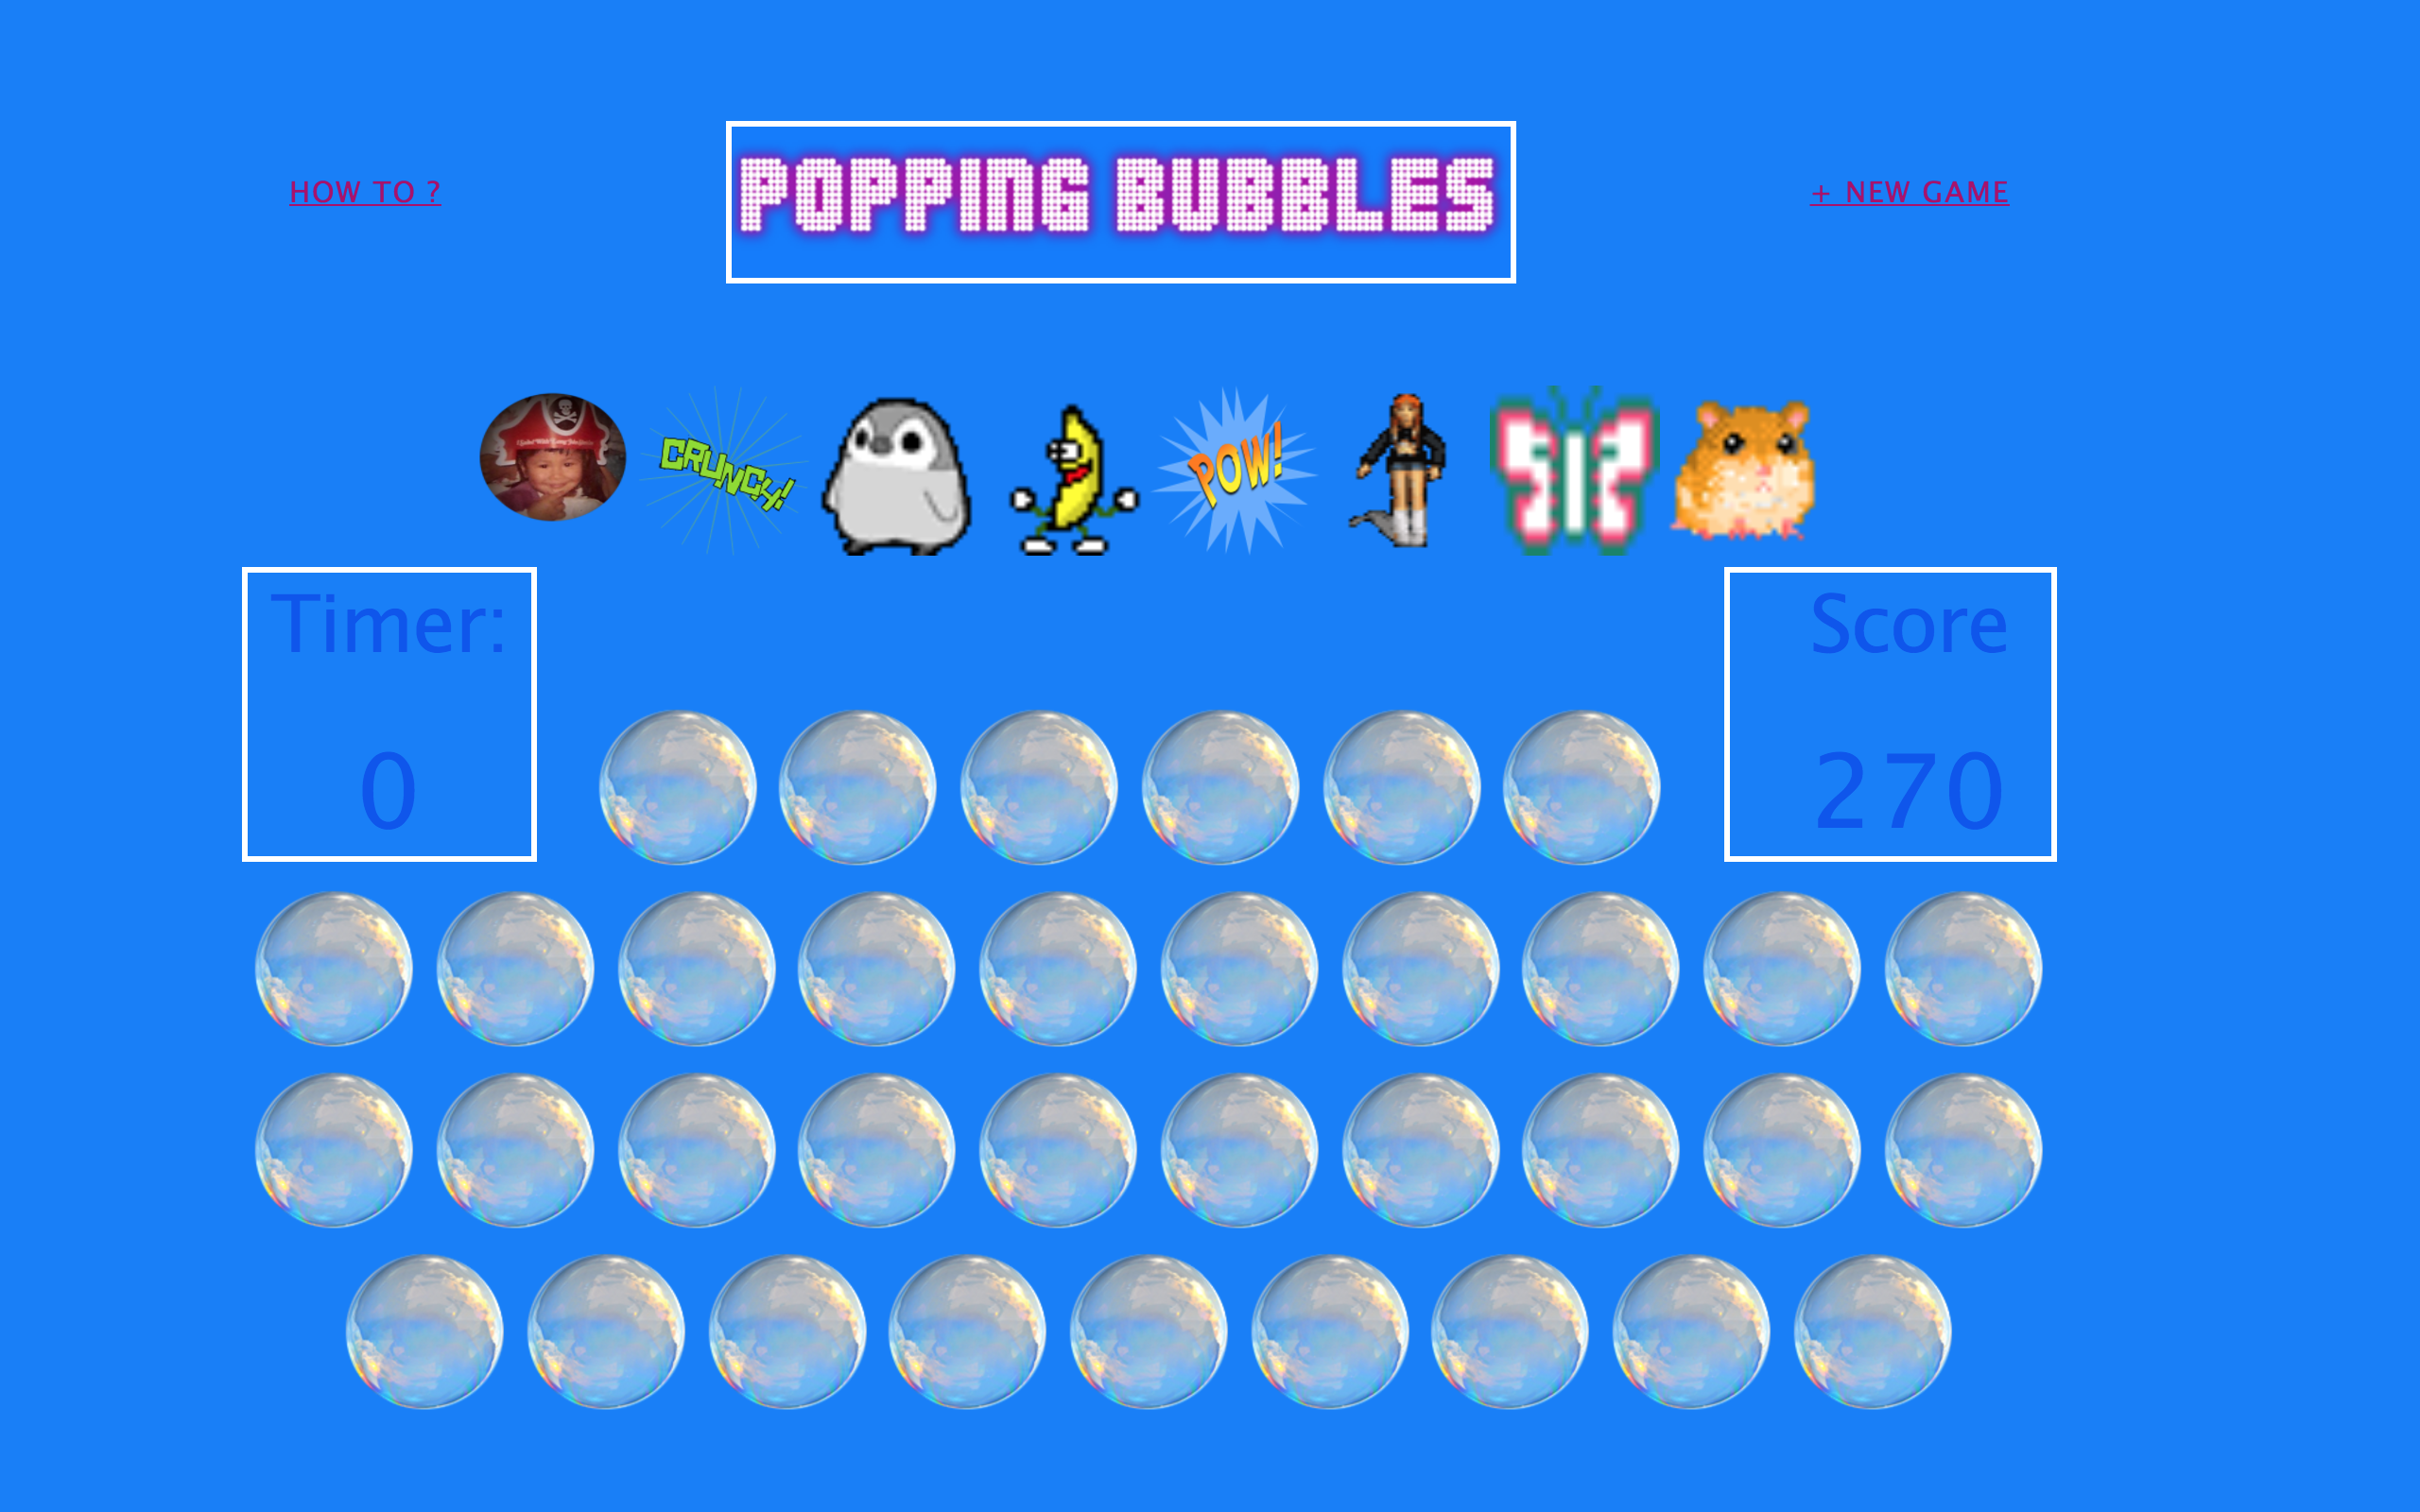 HOW TO ?
POPPING BUBBLES
+ NEW GAME
CRUNCH!
POW!
Timer:
0
Score
270